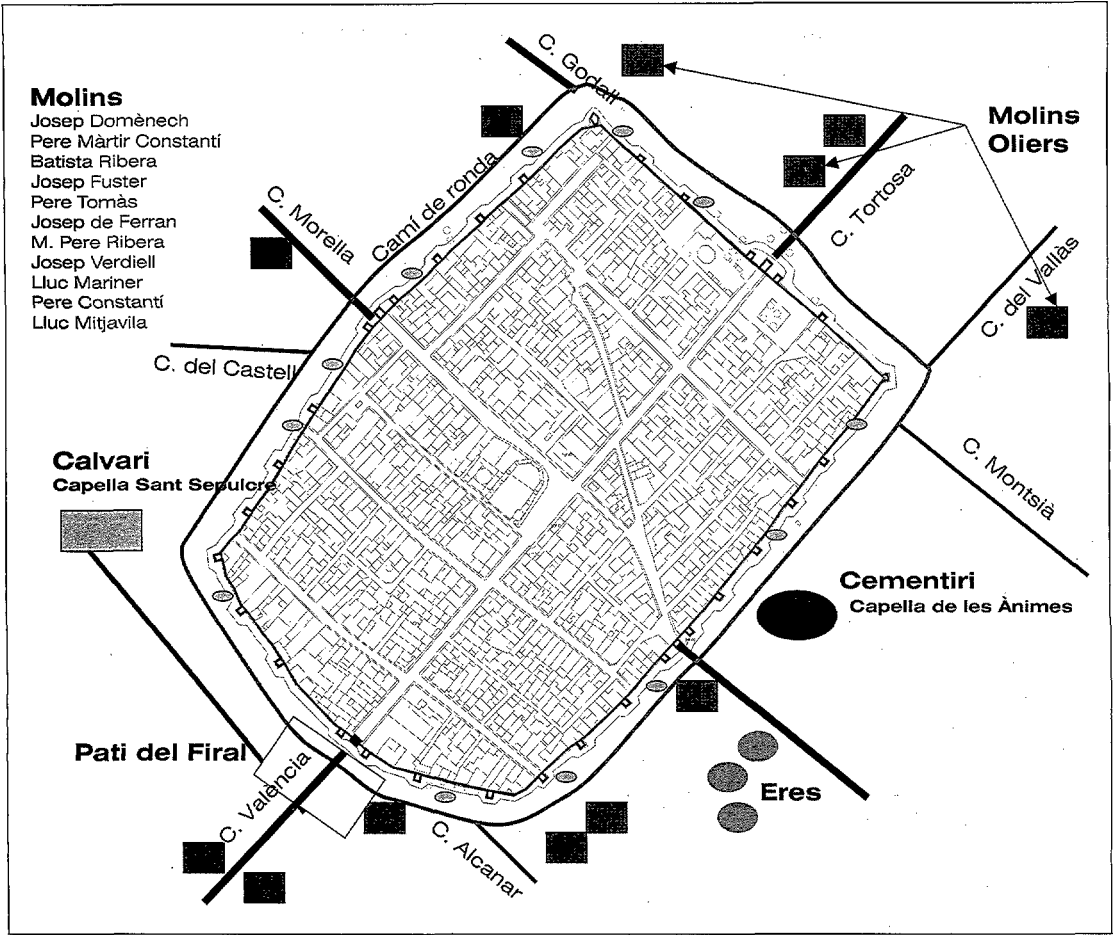 Molins
Josep Domènech
Pere Màrtir Constantí
Batista Ribera
Josep Fuster
Pere Tomàs
Josep de Ferran
M. Pere Ribera
Josep Verdiell
Lluc Mariner
Pere Constantí
Lluc Mitjavila
C. Godall
Molins
Oliers
C. Tortosa
C. del Vallàs
C. Montsià
Camí de ronda
C. Morella
C. del Castell
Calvari
Capella Sant Sepulcre
Cementiri
Capella de les Ànimes
Pati del Firal
C. València
C. Alcanar
Eres